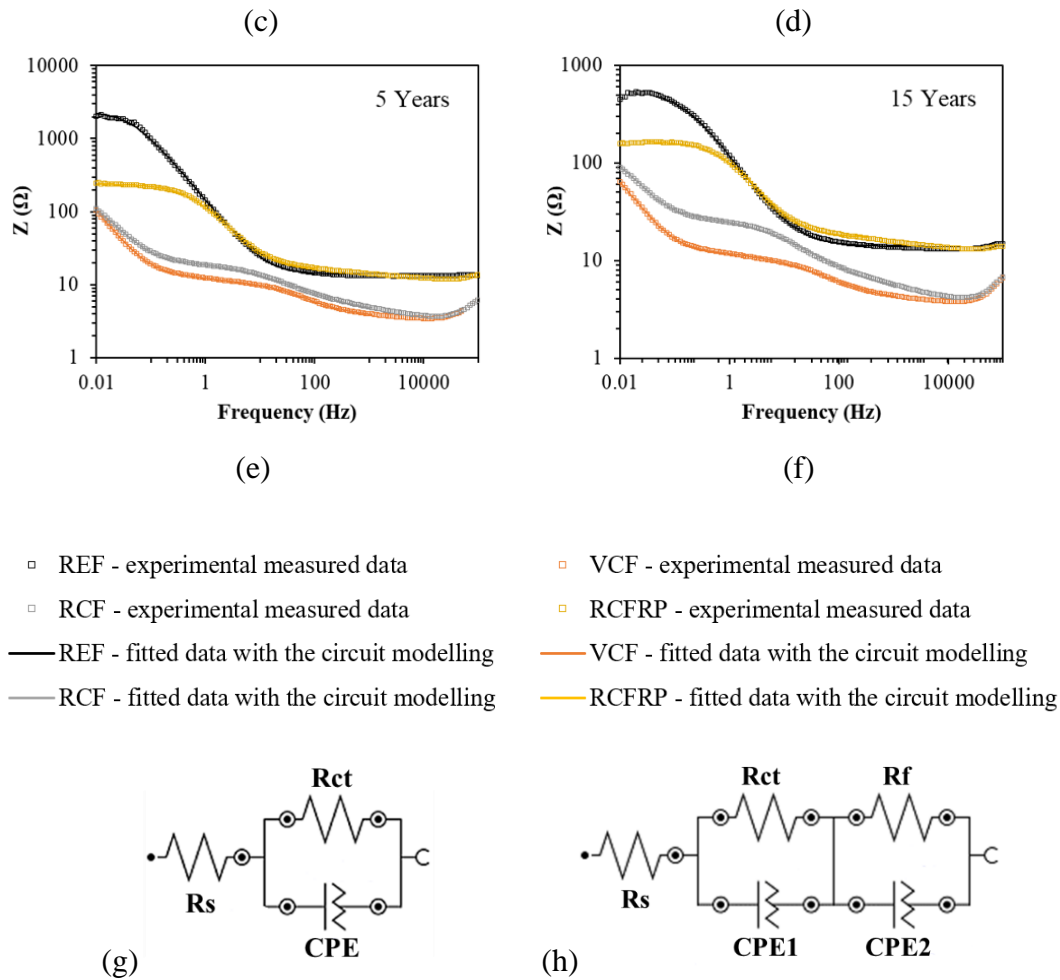 (c) (d)
10000
1000
100
10
1
Z (Ω)
5 Years
0.01 1 100 10000
Frequency (Hz)
1000
100
10
1
Z (Ω)
15 Years
0.01 1 100 10000
Frequency (Hz)
(e) (f)
REF - experimental measured data
VCF - experimental measured data
RCF - experimental measured data
RCFRP - experimental measured data
REF - fitted data with the circuit modelling
VCF - fitted data with the circuit modelling
RCF - fitted data with the circuit modelling
RCFRP - fitted data with the circuit modelling
Rct
Rs
CPE
(g)
Rct Rf
Rs
CPE1 CPE2
(h)